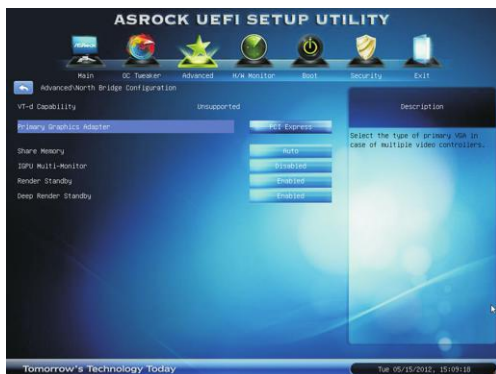 ASROCK UEFI SETUP UTILITY
Main OC Tweaker Advanced H/W Monitor Boot Security Exit
Advanced\North Bridge Configuration
VT-d Capability Unsupported
Primary Graphics Adapter PCI Express
Share Memory Auto
IGPU Multi-Monitor Disabled
Render Standby Enabled
Deep Render Standby Enabled
Description
Select the type of primary VGA in
case of multiple video controllers.
Tomorrow's Technology Today
Tue 05/15/2012, 15:09:18